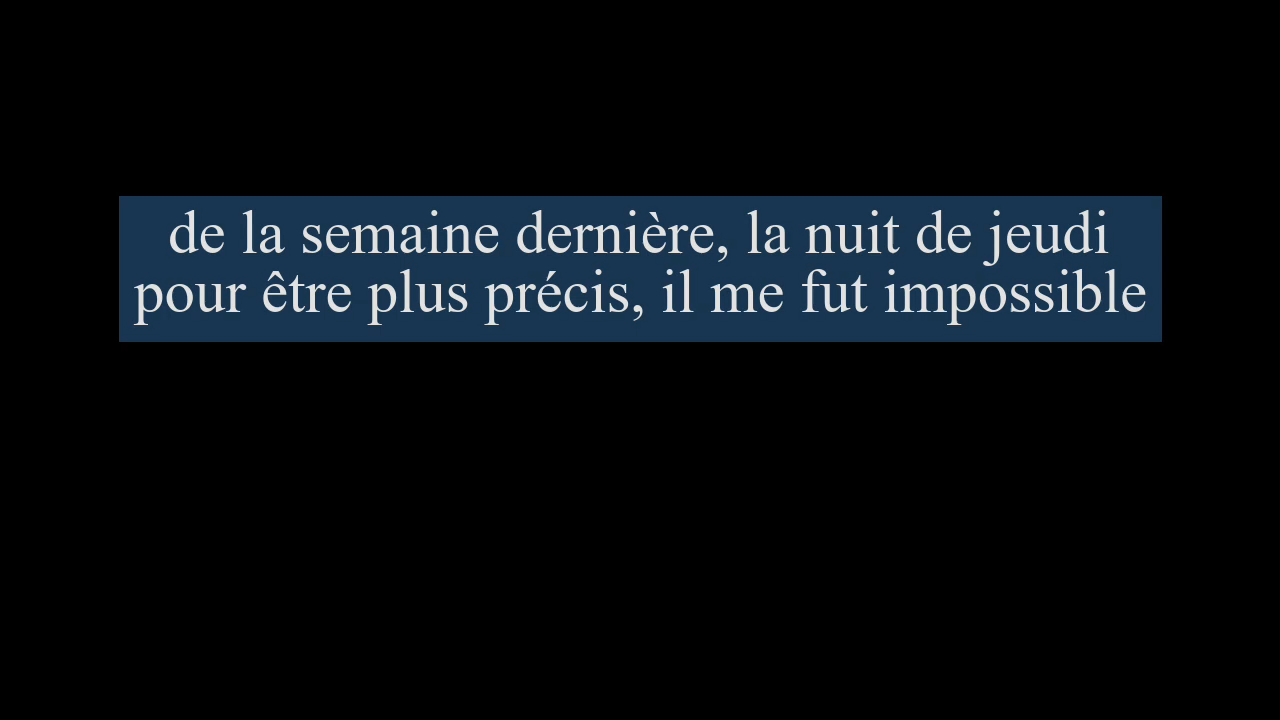 de la semaine dernière, la nuit de jeudi
pour être plus précis, il me fut impossible